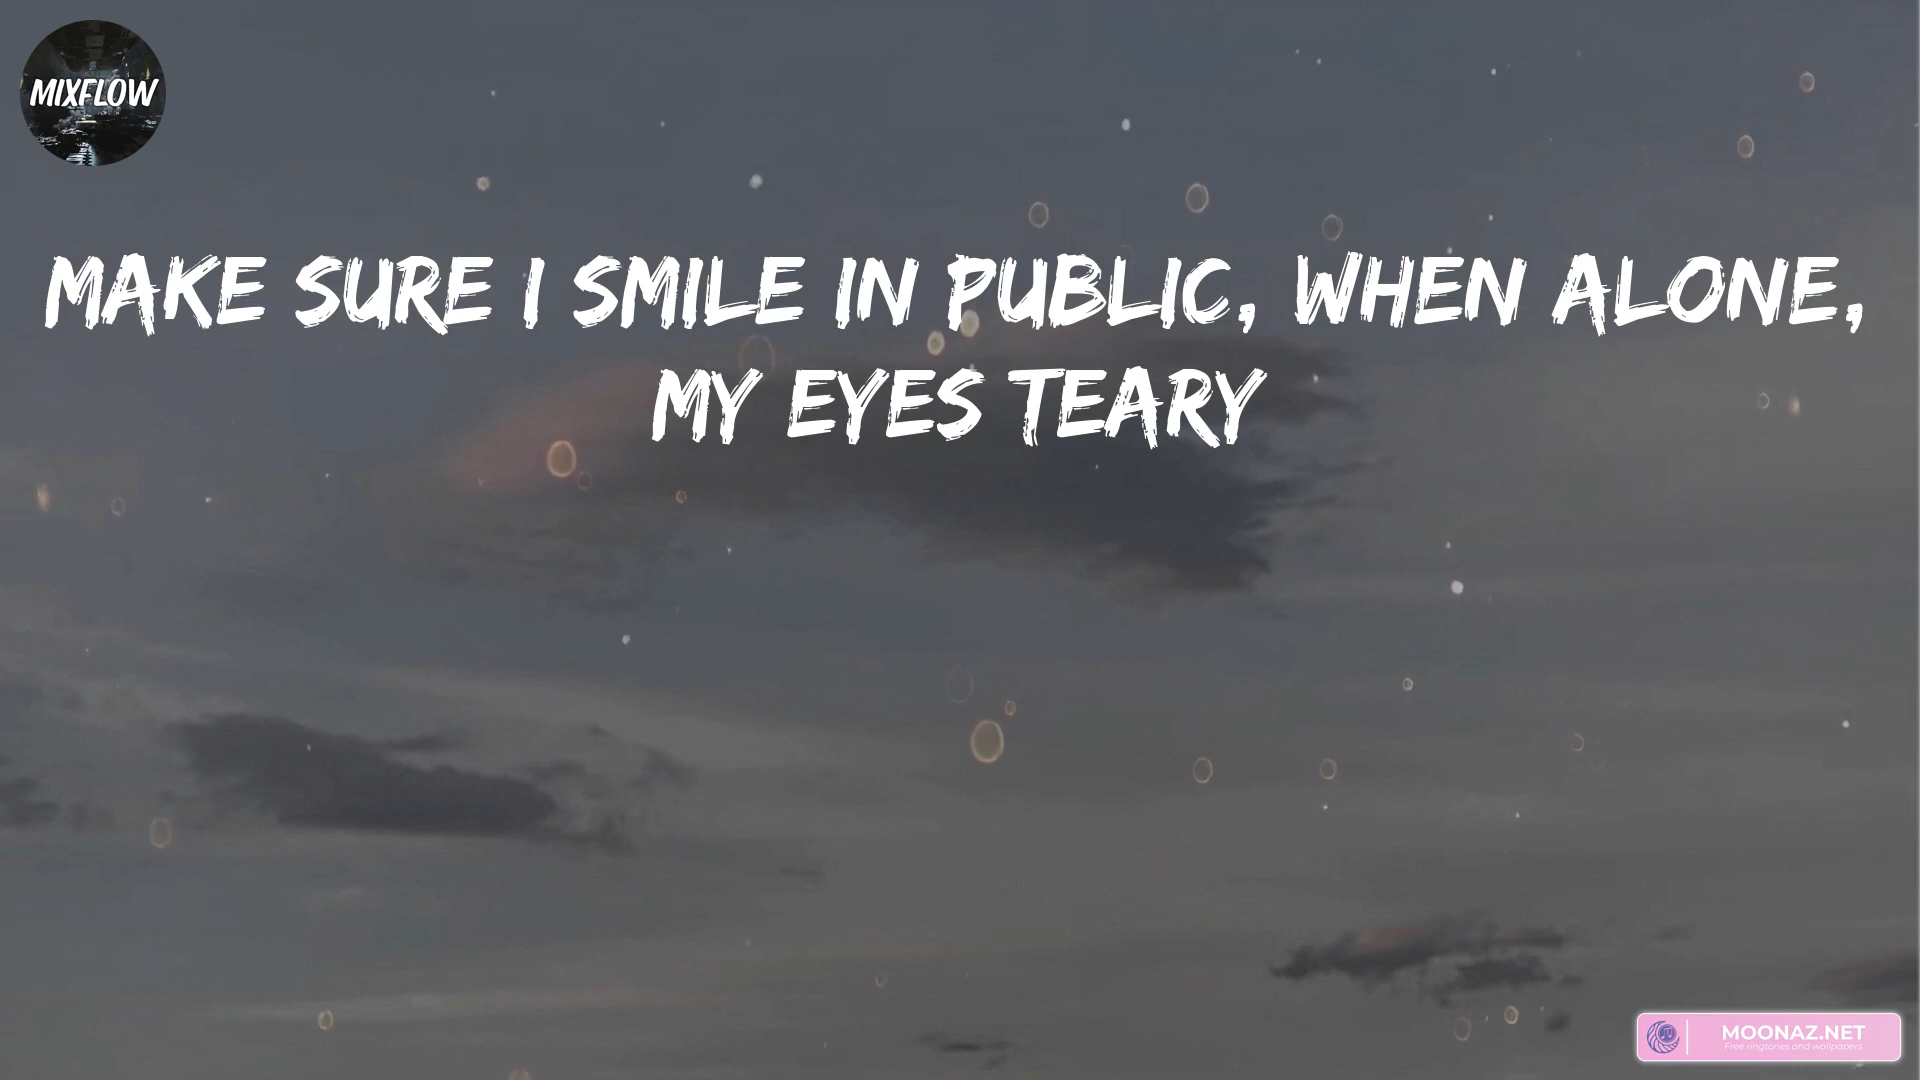 MIXFLOW
MAKE SURE I SMILE IN PUBLIC, WHEN ALONE,
MY EYES TEARY
MOONAZ.NET
Free ringtones and wallpapers